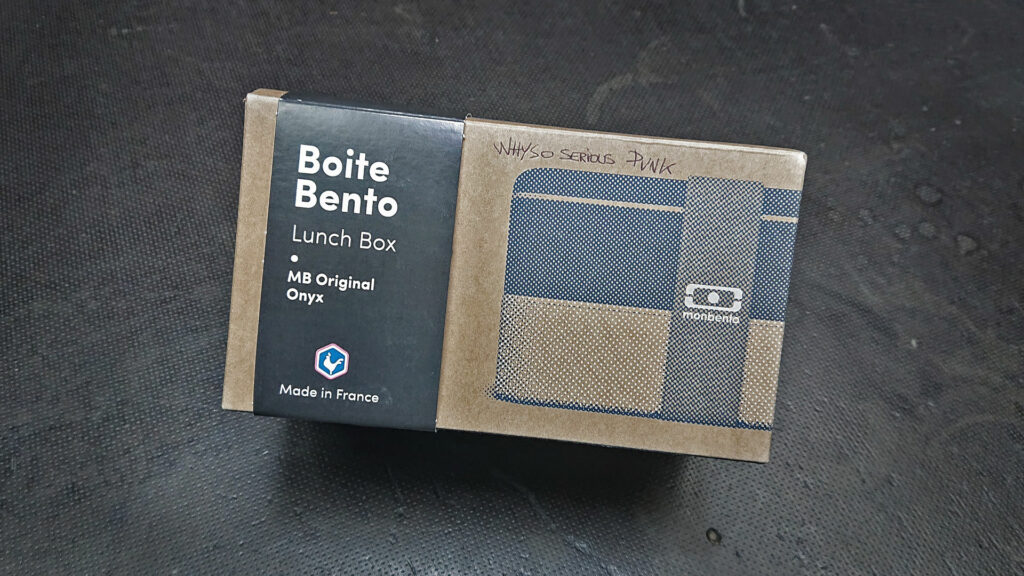 Boite
Bento
Lunch Box
MB Original
Onyx
Made in France
WHY SO SERIOUS PUNK
monbento